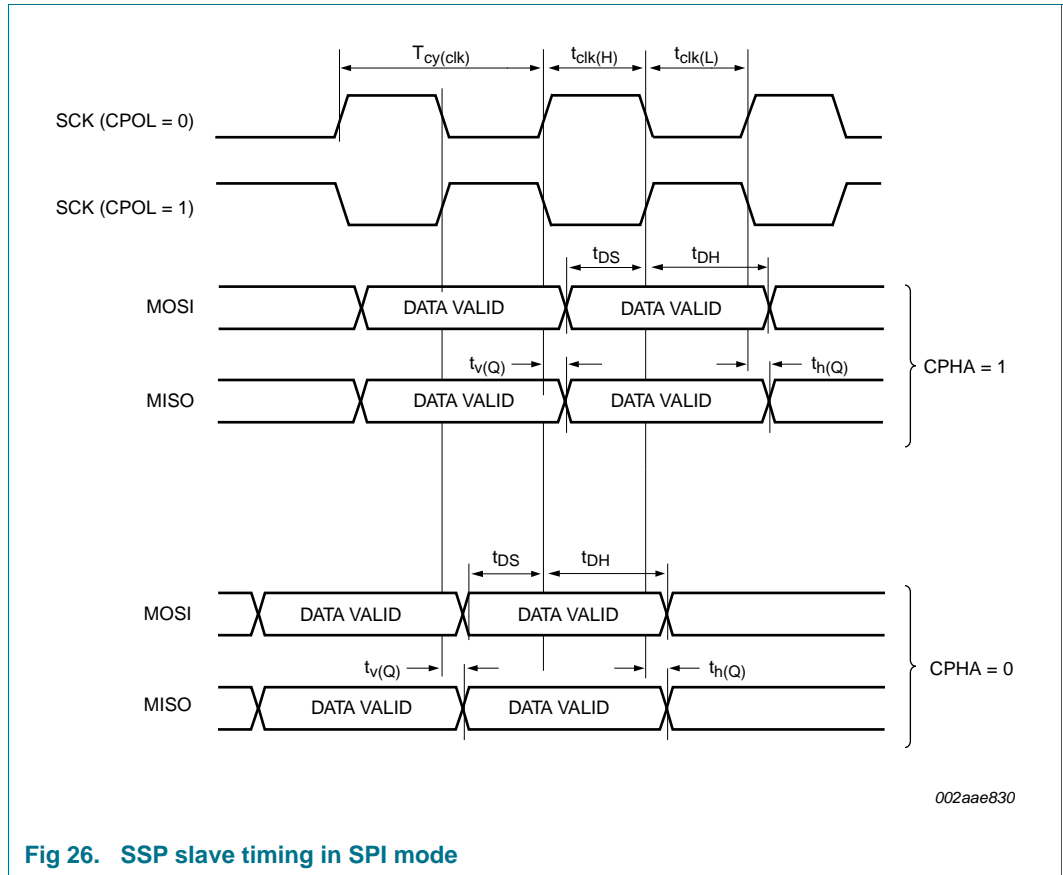 Tcy(clk) tclk(H) tclk(L)
SCK (CPOL = 0)
SCK (CPOL = 1)
tDS tDH
MOSI DATA VALID DATA VALID
tv(Q) th(Q)
CPHA = 1
MISO DATA VALID DATA VALID
tDS tDH
MOSI DATA VALID DATA VALID
tv(Q) th(Q)
CPHA = 0
MISO DATA VALID DATA VALID
002aae830
Fig 26. SSP slave timing in SPI mode